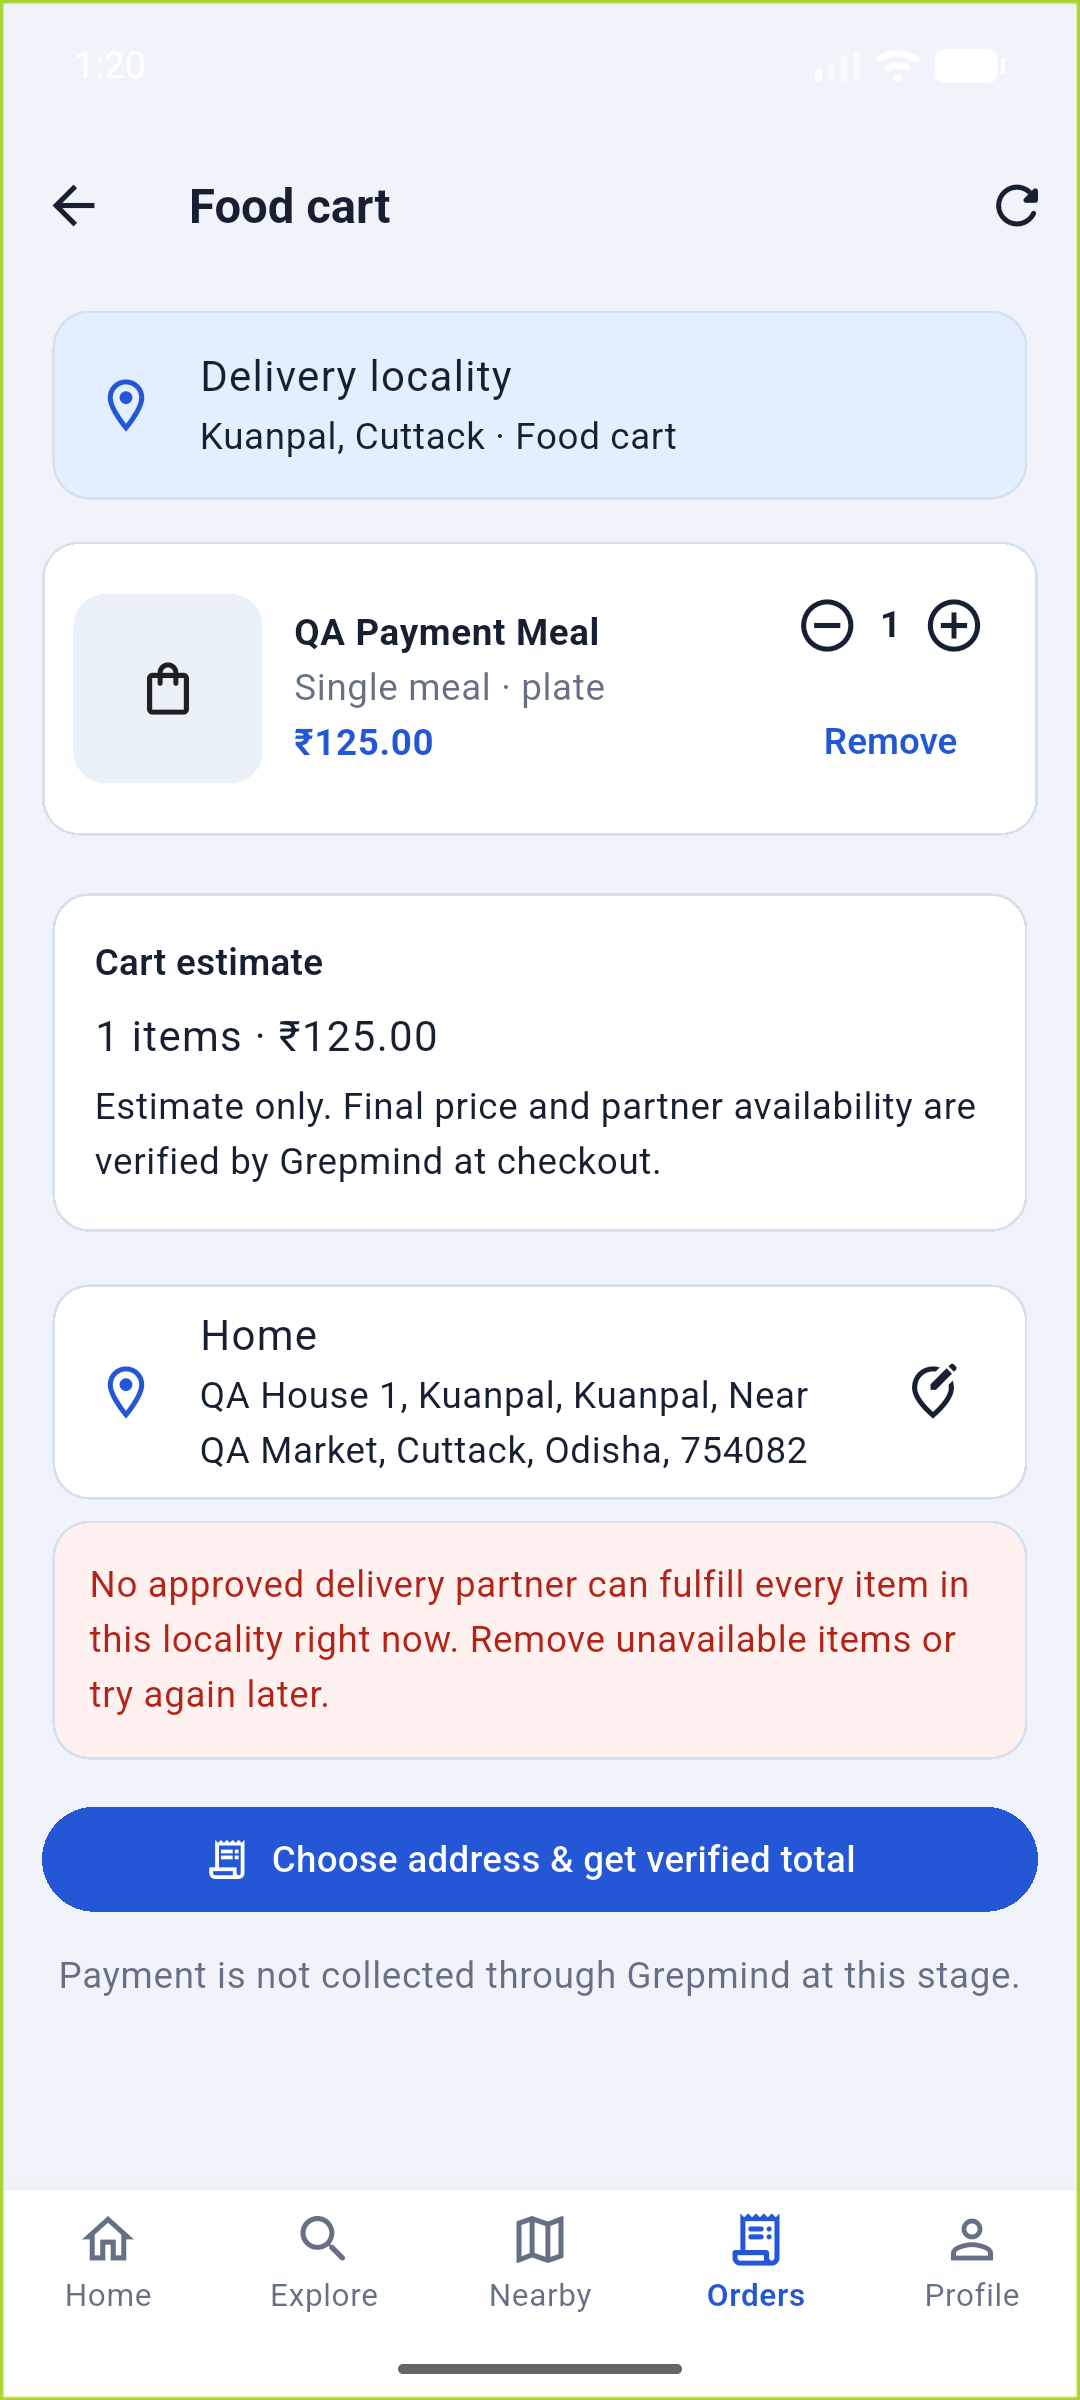 1:20
Food cart
Delivery locality
Kuanpal, Cuttack · Food cart
QA Payment Meal
Single meal · plate
₹125.00
1
Remove
Cart estimate
1 items · ₹125.00
Estimate only. Final price and partner availability are
verified by Grepmind at checkout.
Home
QA House 1, Kuanpal, Kuanpal, Near
QA Market, Cuttack, Odisha, 754082
No approved delivery partner can fulfill every item in
this locality right now. Remove unavailable items or
try again later.
Choose address & get verified total
Payment is not collected through Grepmind at this stage.
Home
Explore
Nearby
Orders
Profile